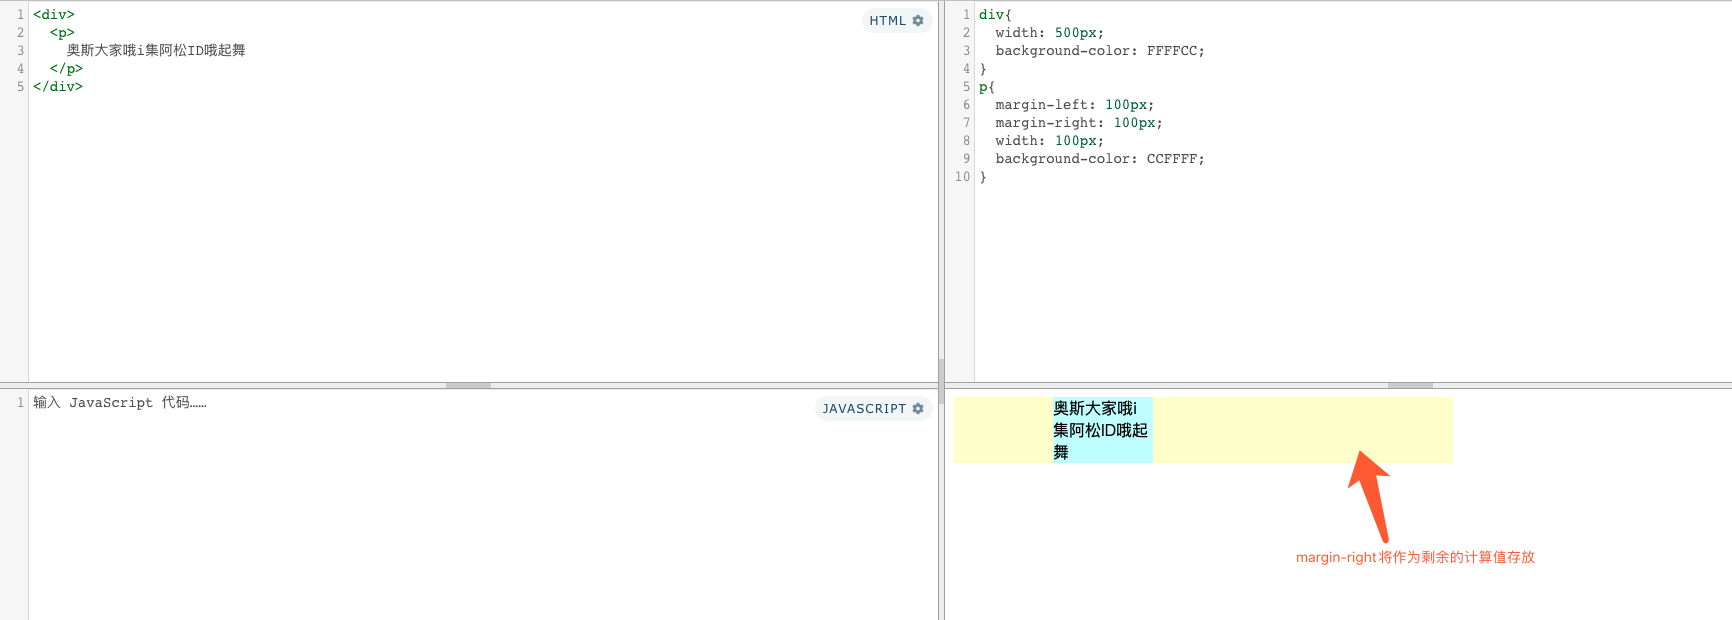 1 <div>
2 <p>
3 奥斯大家哦i集阿松ID哦起舞
4 </p>
5 </div>
HTML
1 div{
2 width: 500px;
3 background-color: FFFFCC;
4 }
5 p{
6 margin-left: 100px;
7 margin-right: 100px;
8 width: 100px;
9 background-color: CCFFFF;
10 }
1 输入 JavaScript 代码……
JAVASCRIPT
奥斯大家哦i
集阿松ID哦起
舞
margin-right将作为剩余的计算值存放